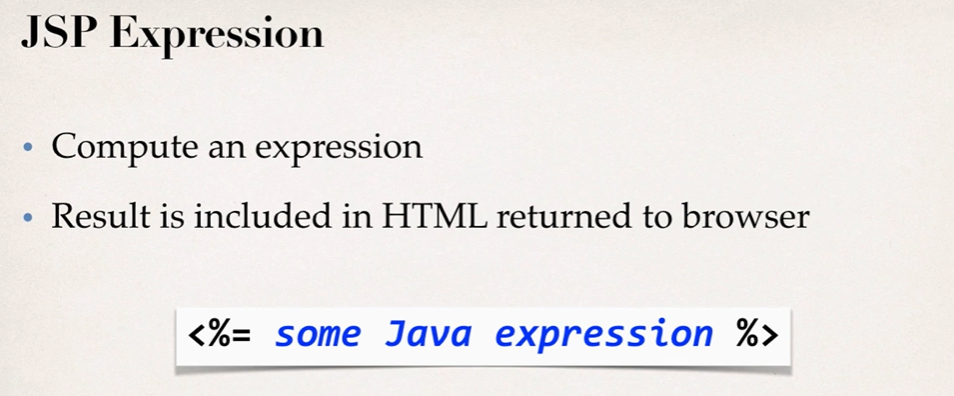 JSP Expression
• Compute an expression
• Result is included in HTML returned to browser
<%= some Java expression %>